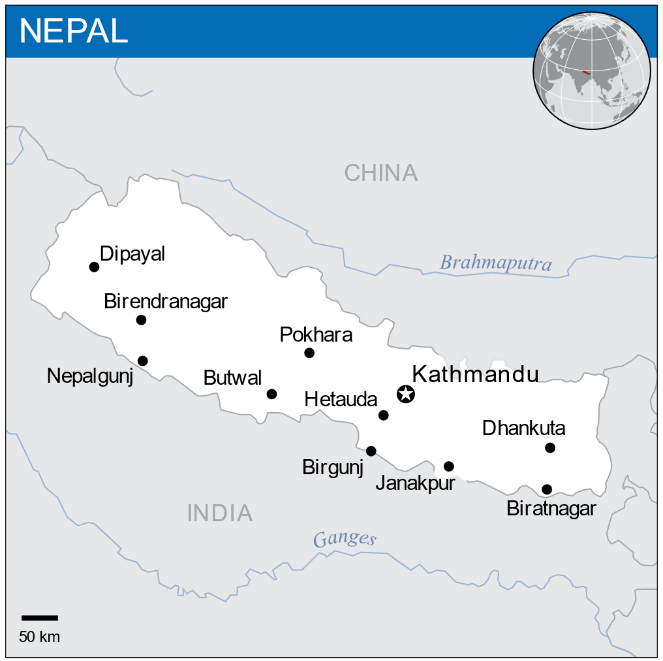 NEPAL
CHINA
Brahmaputra
Dipayal
Birendranagar
Pokhara
Nepalgunj
Butwal
Kathmandu
Hetauda
Dhankuta
Birgunj
Janakpur
Biratnagar
INDIA
Ganges
50 km